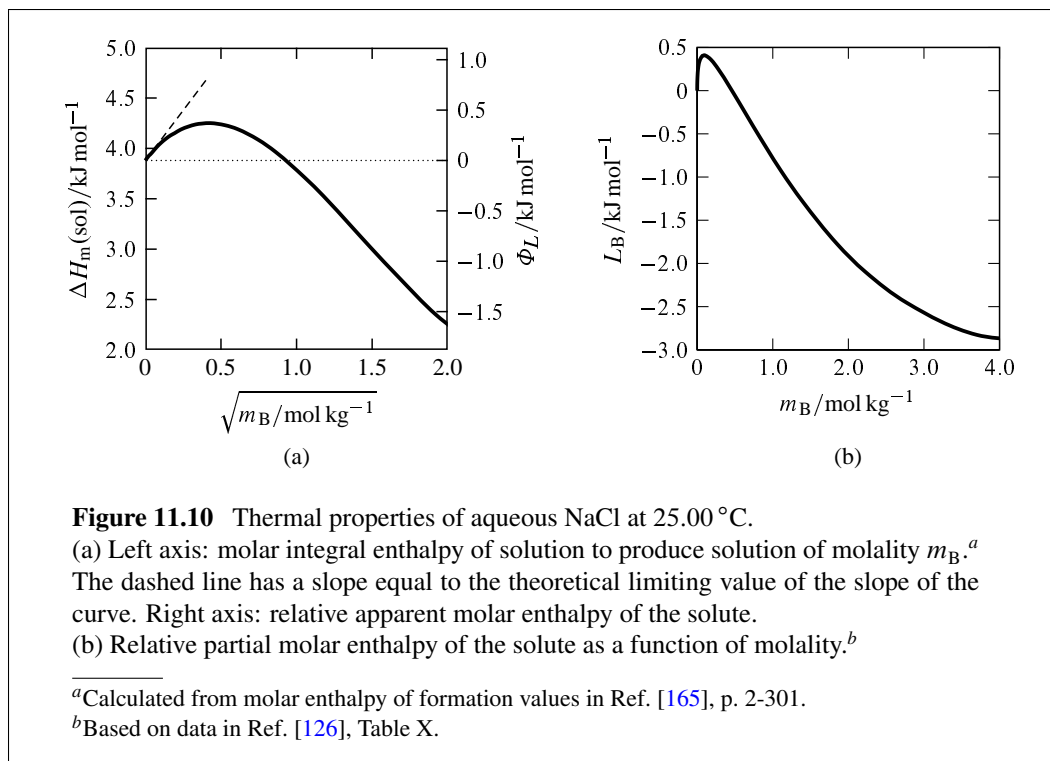 5.0
4.5
4.0
3.5
3.0
2.5
2.0
ΔH_m(sol)/kJ mol⁻¹
0
0.5
1.0
1.5
2.0
√(m_B/mol kg⁻¹)
1.0
0.5
0
−0.5
−1.0
−1.5
Φ_L/kJ mol⁻¹
(a)
0.5
0
−0.5
−1.0
−1.5
−2.0
−2.5
−3.0
L_B/kJ mol⁻¹
0
1.0
2.0
3.0
4.0
m_B/mol kg⁻¹
(b)
Figure 11.10 Thermal properties of aqueous NaCl at 25.00 °C.
(a) Left axis: molar integral enthalpy of solution to produce solution of molality m_B.ᵃ
The dashed line has a slope equal to the theoretical limiting value of the slope of the
curve. Right axis: relative apparent molar enthalpy of the solute.
(b) Relative partial molar enthalpy of the solute as a function of molality.ᵇ
ᵃCalculated from molar enthalpy of formation values in Ref. [165], p. 2-301.
ᵇBased on data in Ref. [126], Table X.